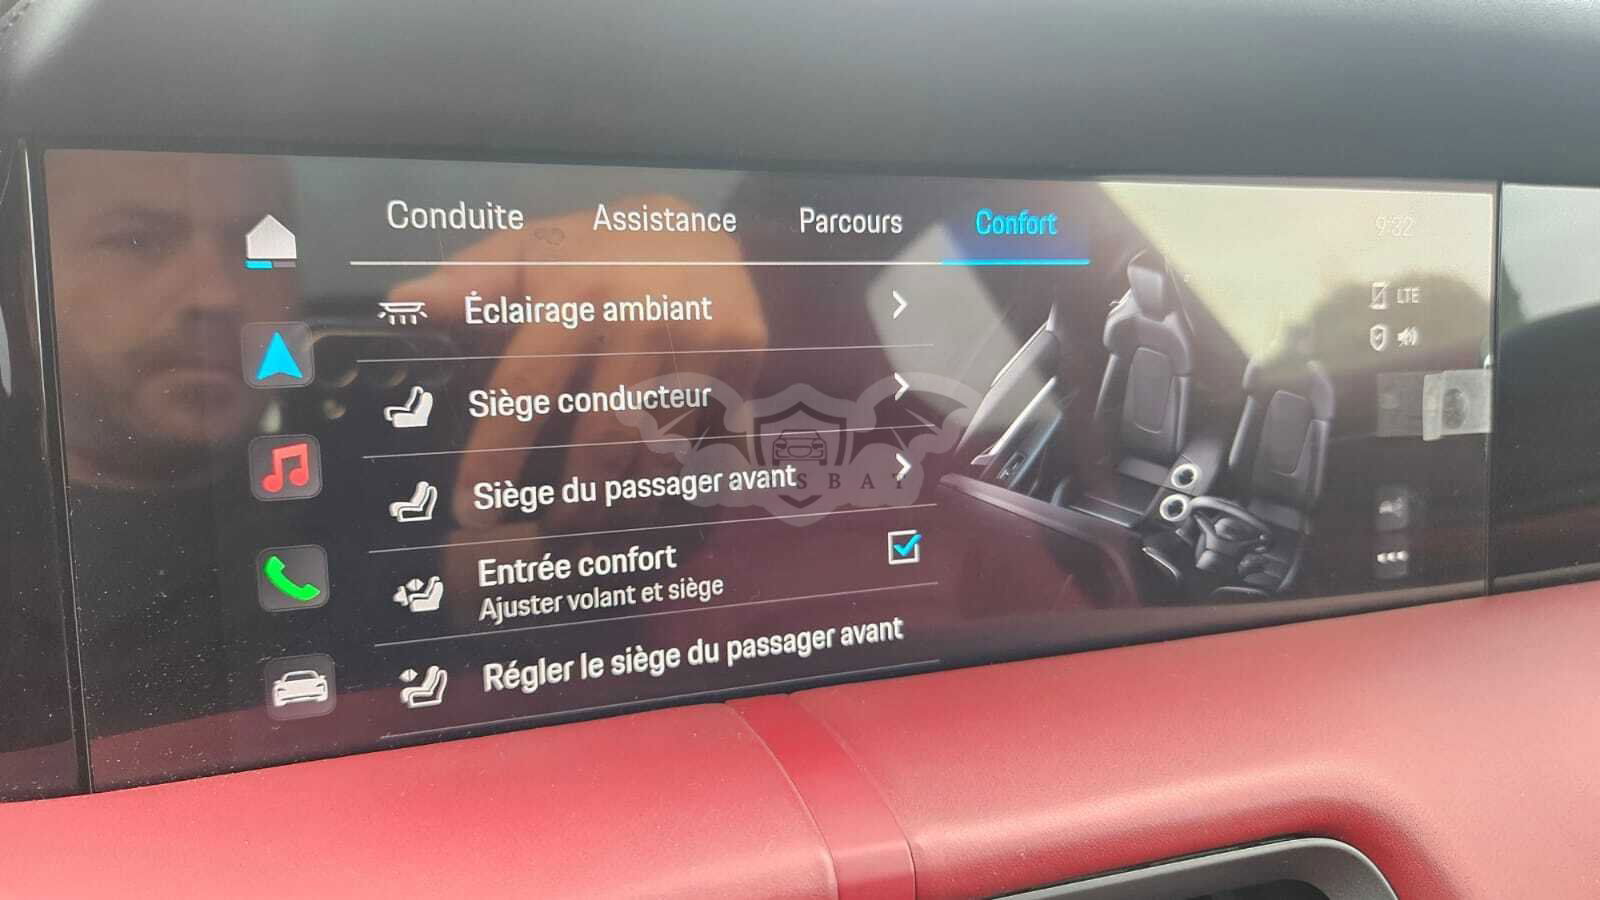 Conduite Assistance Parcours Confort
9:32
Éclairage ambiant
LTE
Siège conducteur
Siège du passager avant
SBAT
Entrée confort
Ajuster volant et siège
Régler le siège du passager avant